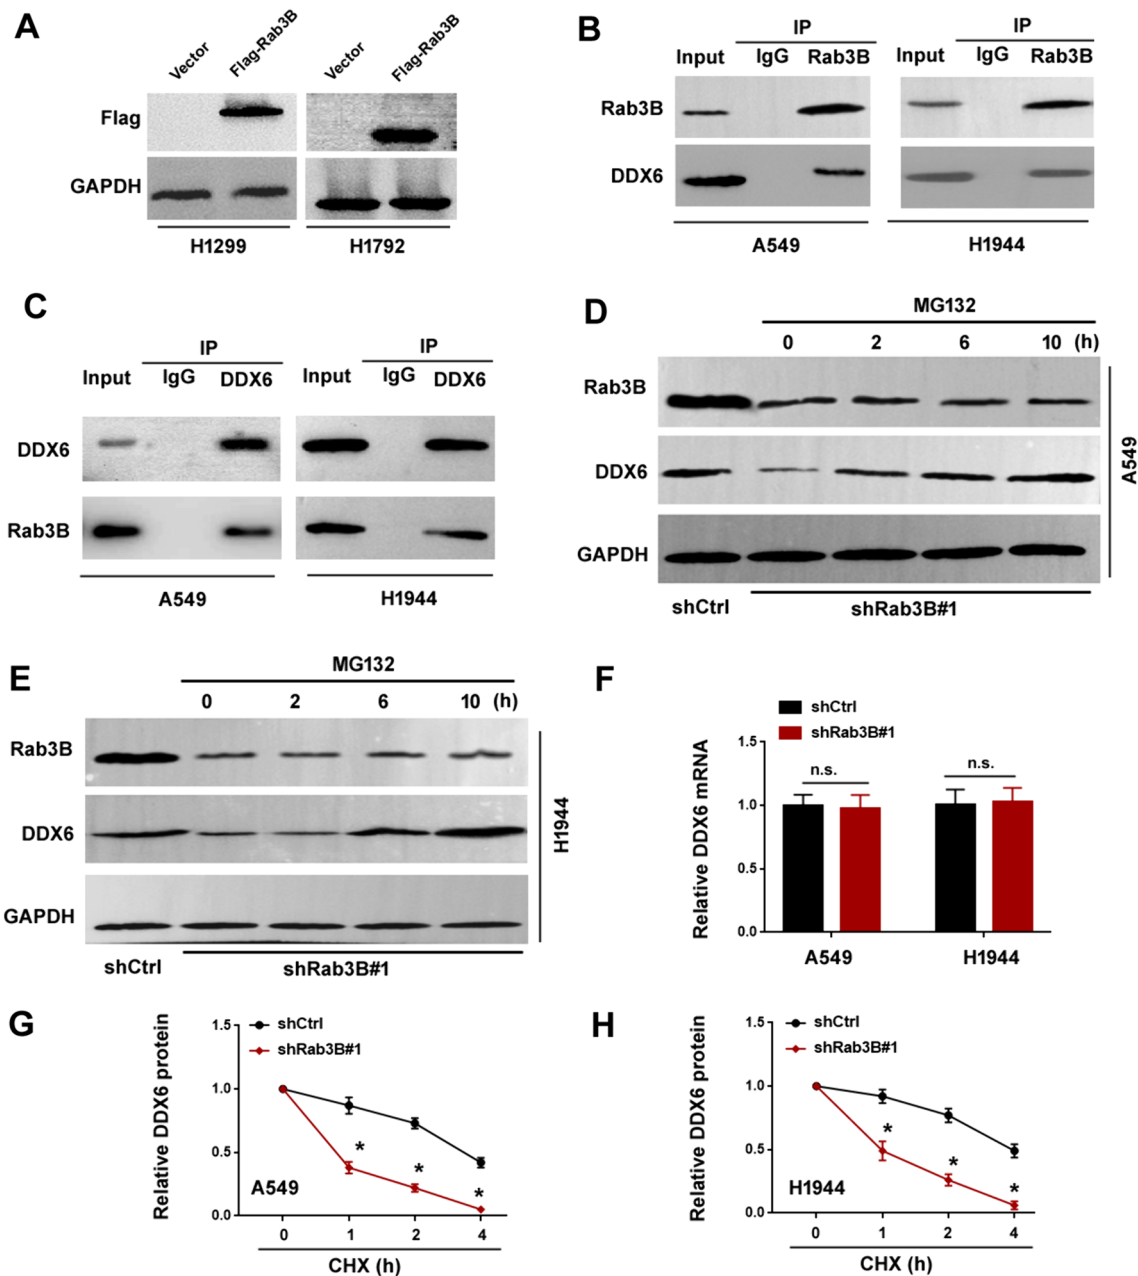 A
Vector
Flag-Rab3B
Vector
Flag-Rab3B
Flag
GAPDH
H1299
H1792
B
IP
IP
Input
IgG
Rab3B
Input
IgG
Rab3B
Rab3B
DDX6
A549
H1944
C
IP
IP
Input
IgG
DDX6
Input
IgG
DDX6
DDX6
Rab3B
A549
H1944
D
MG132
0 2 6 10 (h)
Rab3B
DDX6
GAPDH
A549
shCtrl
shRab3B#1
E
MG132
0 2 6 10 (h)
Rab3B
DDX6
GAPDH
H1944
shCtrl
shRab3B#1
F
shCtrl
shRab3B#1
Relative DDX6 mRNA
1.5
1.0
0.5
0.0
n.s.
n.s.
A549
H1944
G
shCtrl
shRab3B#1
Relative DDX6 protein
1.5
1.0
0.5
0.0
*
*
*
A549
0 1 2 4
CHX (h)
H
shCtrl
shRab3B#1
Relative DDX6 protein
1.5
1.0
0.5
0.0
*
*
*
H1944
0 1 2 4
CHX (h)